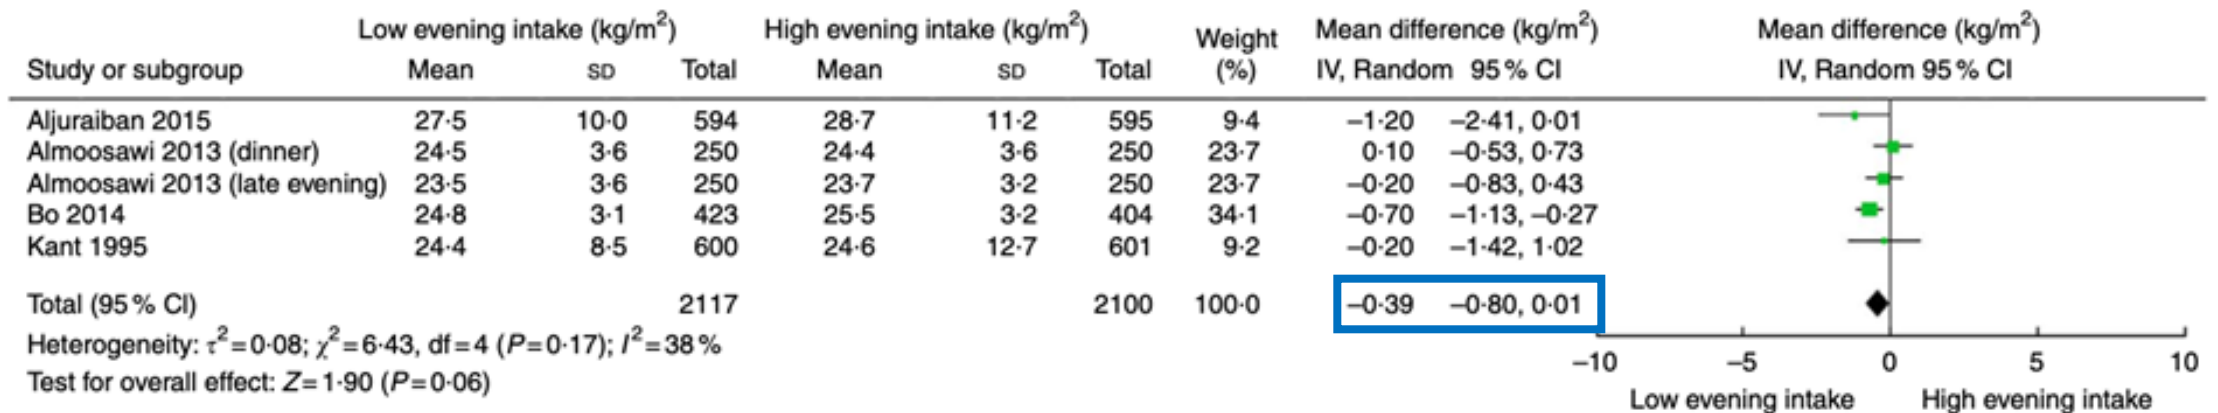 Low evening intake (kg/m²) High evening intake (kg/m²) Weight Mean difference (kg/m²) Mean difference (kg/m²)
Study or subgroup Mean SD Total Mean SD Total (%) IV, Random 95 % CI IV, Random 95 % CI
Aljuraiban 2015 27·5 10·0 594 28·7 11·2 595 9·4 –1·20 –2·41, 0·01
Almoosawi 2013 (dinner) 24·5 3·6 250 24·4 3·6 250 23·7 0·10 –0·53, 0·73
Almoosawi 2013 (late evening) 23·5 3·6 250 23·7 3·2 250 23·7 –0·20 –0·83, 0·43
Bo 2014 24·8 3·1 423 25·5 3·2 404 34·1 –0·70 –1·13, –0·27
Kant 1995 24·4 8·5 600 24·6 12·7 601 9·2 –0·20 –1·42, 1·02
Total (95 % CI) 2117 2100 100·0 –0·39 –0·80, 0·01
Heterogeneity: τ²=0·08; χ²=6·43, df=4 (P=0·17); I²=38 %
Test for overall effect: Z=1·90 (P=0·06)
–10 –5 0 5 10
Low evening intake High evening intake